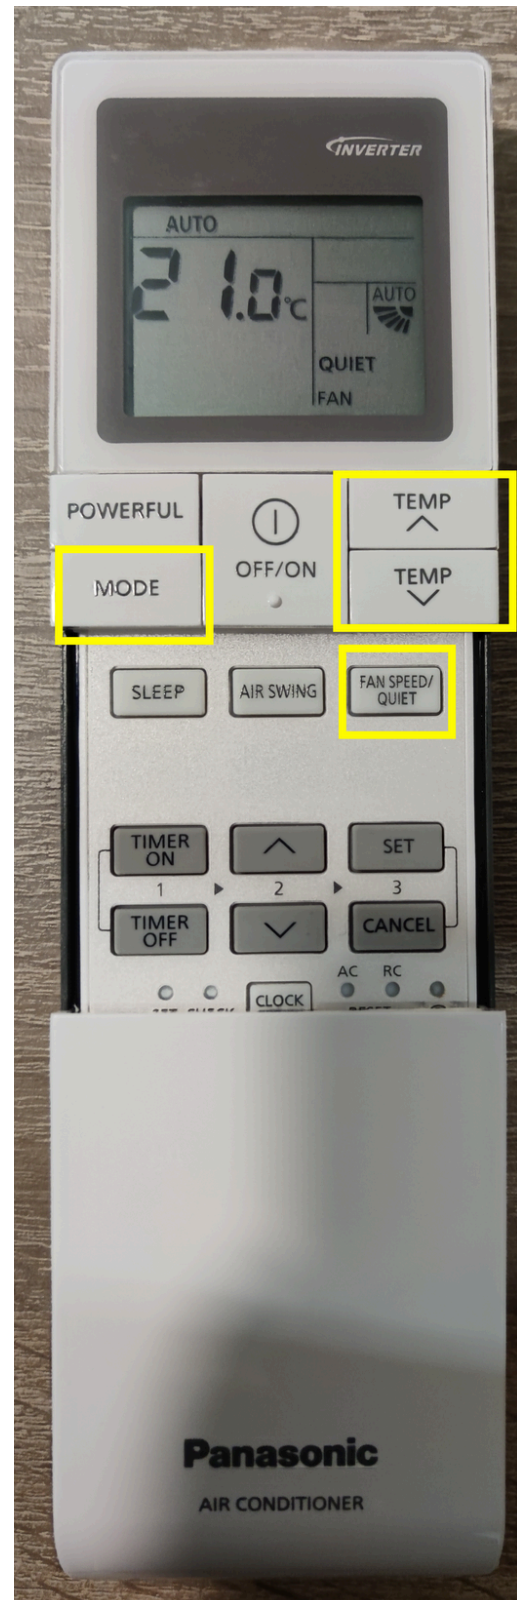 INVERTER
AUTO
21.0°C
AUTO
QUIET
FAN
POWERFUL
OFF/ON
TEMP
MODE
TEMP
SLEEP
AIR SWING
FAN SPEED/
QUIET
TIMER
ON
SET
1 2 3
TIMER
OFF
CANCEL
AC RC
CLOCK
CHECK
Panasonic
AIR CONDITIONER